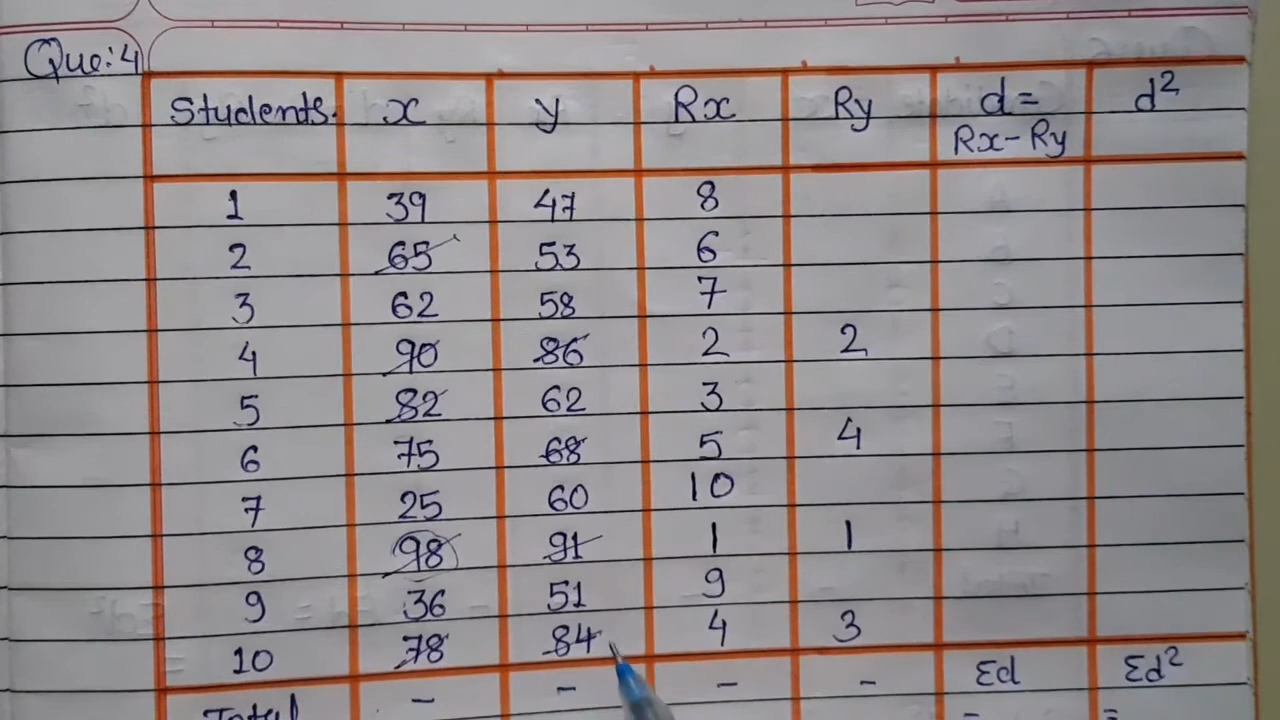 Que:4
Students. x y Rx Ry d= d²
Rx-Ry
1 39 47 8
2 65 53 6
3 62 58 7
4 90 86 2 2
5 82 62 3
6 75 68 5 4
7 25 60 10
8 98 91 1 1
9 36 51 9
10 78 84 4 3
Total - - - - Σd Σd²
= =